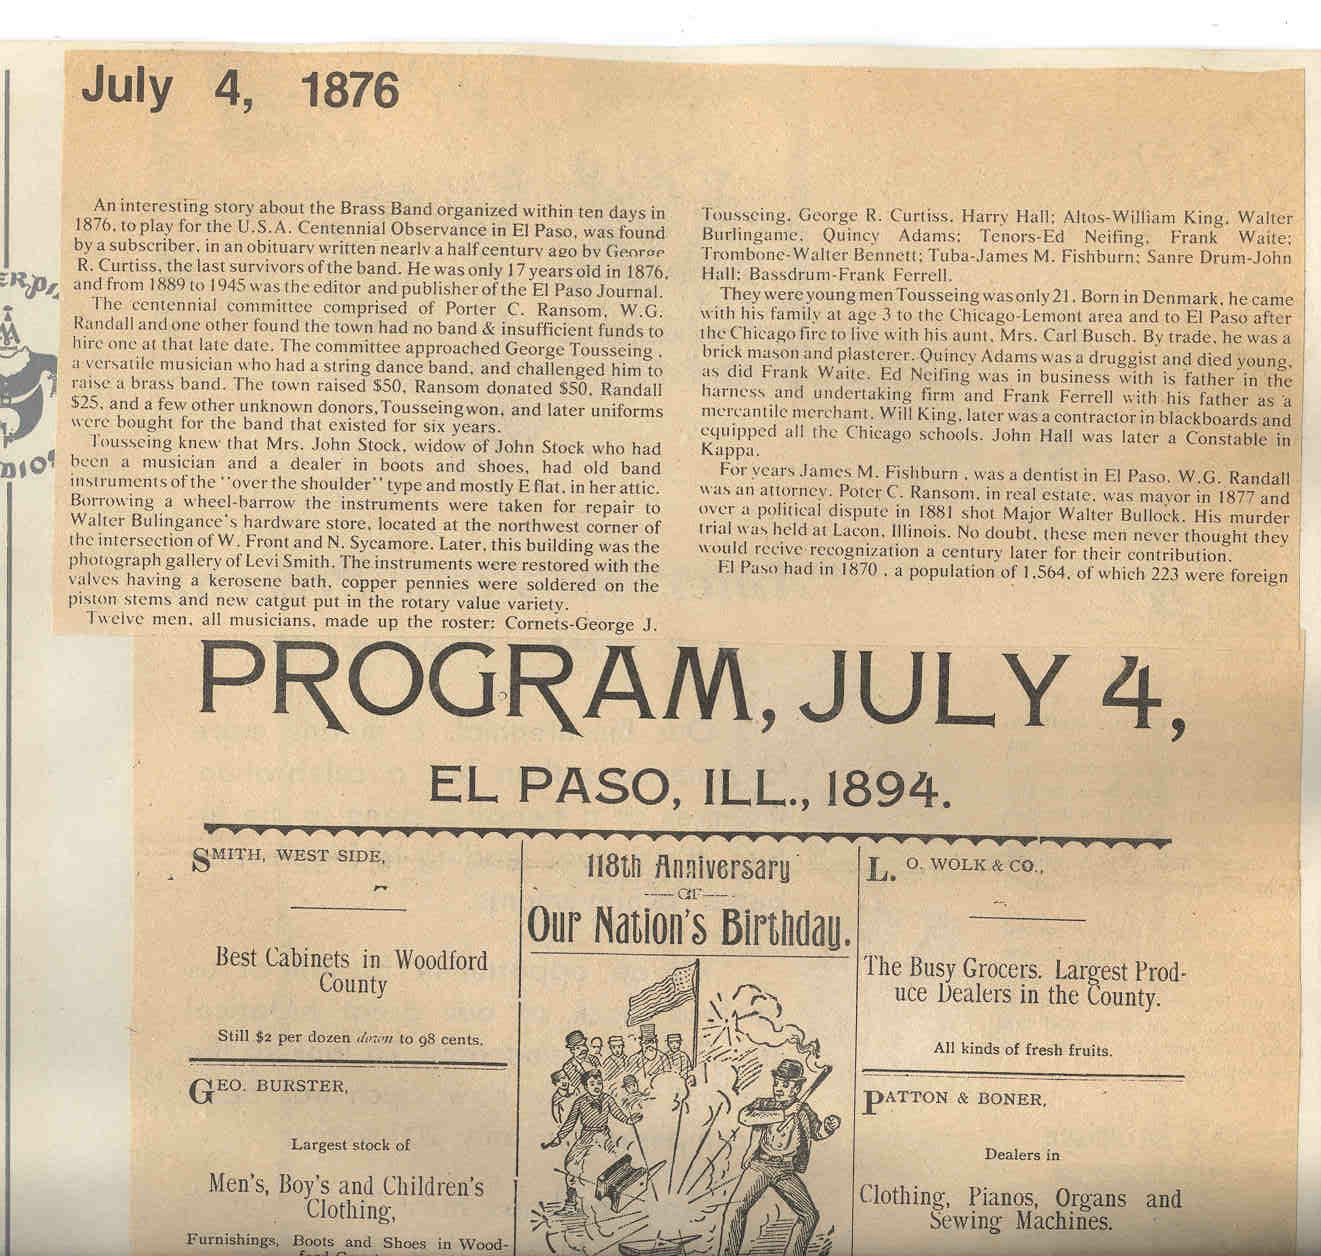 July 4, 1876
An interesting story about the Brass Band organized within ten days in
1876, to play for the U.S.A. Centennial Observance in El Paso, was found
by a subscriber, in an obituary written nearly a half century ago by George
R. Curtiss, the last survivors of the band. He was only 17 years old in 1876,
and from 1889 to 1945 was the editor and publisher of the El Paso Journal.
The centennial committee comprised of Porter C. Ransom, W.G.
Randall and one other found the town had no band & insufficient funds to
hire one at that late date. The committee approached George Tousseing ,
a versatile musician who had a string dance band, and challenged him to
raise a brass band. The town raised $50, Ransom donated $50, Randall
$25, and a few other unknown donors, Tousseing won, and later uniforms
were bought for the band that existed for six years.
Tousseing knew that Mrs. John Stock, widow of John Stock who had
been a musician and a dealer in boots and shoes, had old band
instruments of the "over the shoulder" type and mostly E flat, in her attic.
Borrowing a wheel-barrow the instruments were taken for repair to
Walter Bulingance's hardware store, located at the northwest corner of
the intersection of W. Front and N. Sycamore. Later, this building was the
photograph gallery of Levi Smith. The instruments were restored with the
valves having a kerosene bath, copper pennies were soldered on the
piston stems and new catgut put in the rotary value variety.
Twelve men, all musicians, made up the roster: Cornets-George J.
Tousseing, George R. Curtiss, Harry Hall; Altos-William King, Walter
Burlingame, Quincy Adams; Tenors-Ed Neifing, Frank Waite;
Trombone-Walter Bennett; Tuba-James M. Fishburn; Sanre Drum-John
Hall; Bassdrum-Frank Ferrell.
They were young men Tousseing was only 21. Born in Denmark, he came
with his family at age 3 to the Chicago-Lemont area and to El Paso after
the Chicago fire to live with his aunt, Mrs. Carl Busch. By trade, he was a
brick mason and plasterer. Quincy Adams was a druggist and died young,
as did Frank Waite. Ed Neifing was in business with is father in the
harness and undertaking firm and Frank Ferrell with his father as a
mercantile merchant, Will King, later was a contractor in blackboards and
equipped all the Chicago schools. John Hall was later a Constable in
Kappa.
For years James M. Fishburn , was a dentist in El Paso. W.G. Randall
was an attorney. Poter C. Ransom, in real estate, was mayor in 1877 and
over a political dispute in 1881 shot Major Walter Bullock. His murder
trial was held at Lacon, Illinois. No doubt, these men never thought they
would recive recognization a century later for their contribution.
El Paso had in 1870 , a population of 1,564, of which 223 were foreign
PROGRAM, JULY 4,
EL PASO, ILL., 1894.
SMITH, WEST SIDE,
Best Cabinets in Woodford
County
Still $2 per dozen down to 98 cents.
GEO. BURSTER,
Largest stock of
Men's, Boy's and Children's
Clothing,
Furnishings, Boots and Shoes in Wood-
118th Anniversary
OF
Our Nation's Birthday.
L. O. WOLK & CO.,
The Busy Grocers. Largest Prod-
uce Dealers in the County.
All kinds of fresh fruits.
PATTON & BONER,
Dealers in
Clothing, Pianos, Organs and
Sewing Machines.